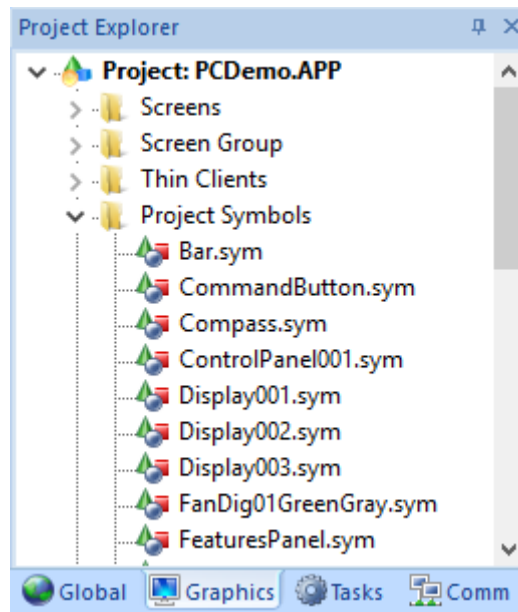 Project Explorer
Project: PCDemo.APP
Screens
Screen Group
Thin Clients
Project Symbols
Bar.sym
CommandButton.sym
Compass.sym
ControlPanel001.sym
Display001.sym
Display002.sym
Display003.sym
FanDig01GreenGray.sym
FeaturesPanel.sym
Global Graphics Tasks Comm